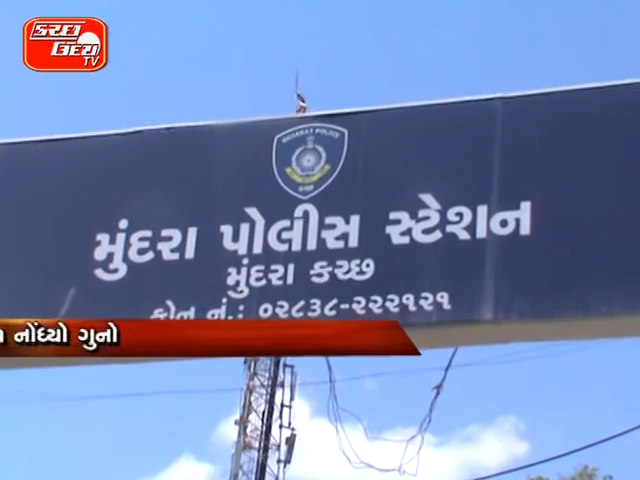 કચ્છ
ઉદય
TV
GUJARAT POLICE
મુંદરા પોલીસ સ્ટેશન
મુંદરા કચ્છ
ફોન નં.: ૦૨૮૩૮-૨૨૨૧૨૧
નોંધ્યો ગુનો